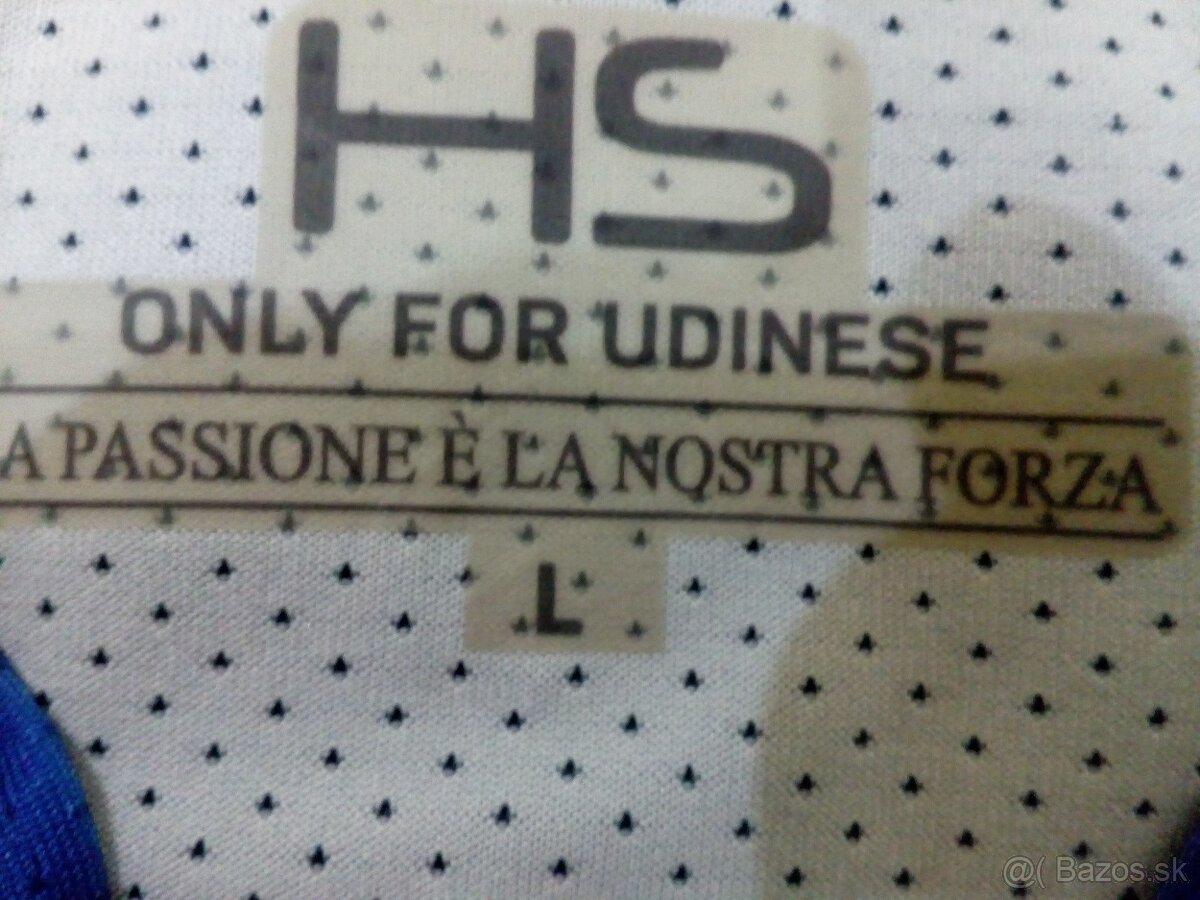 HS
ONLY FOR UDINESE
A PASSIONE È LA NOSTRA FORZA
L
@( Bazos.sk